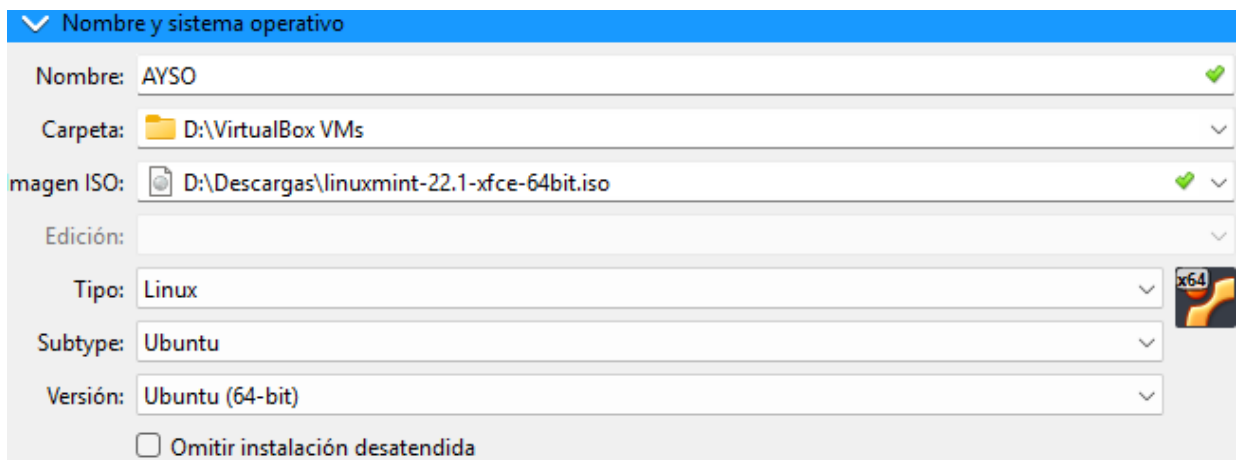 Nombre y sistema operativo
Nombre: AYSO
Carpeta: D:\VirtualBox VMs
magen ISO: D:\Descargas\linuxmint-22.1-xfce-64bit.iso
Edición:
Tipo: Linux
x64
Subtype: Ubuntu
Versión: Ubuntu (64-bit)
Omitir instalación desatendida